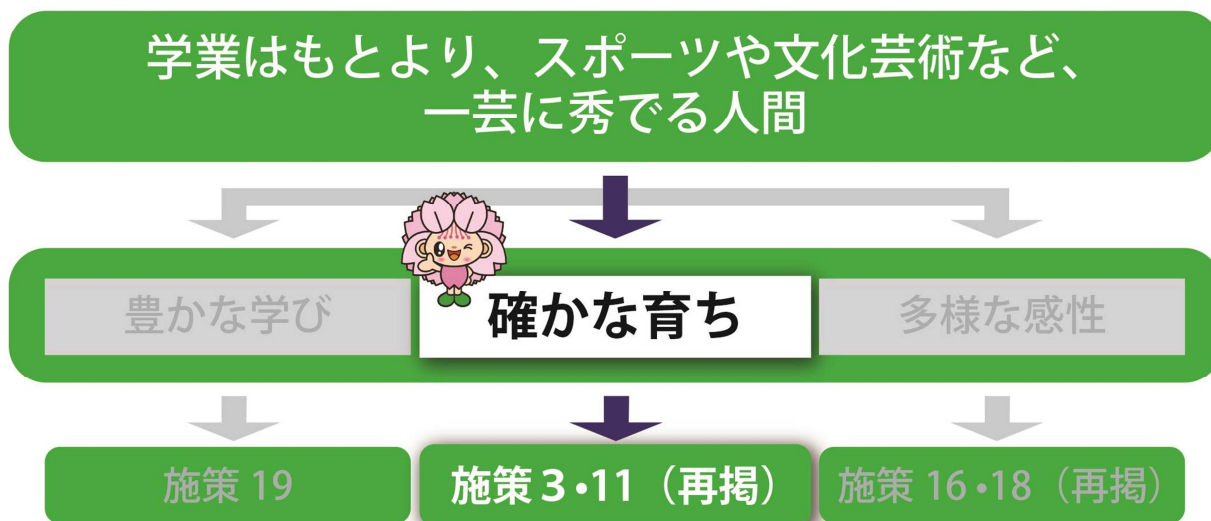 学業はもとより、スポーツや文化芸術など、
一芸に秀でる人間
豊かな学び
確かな育ち
多様な感性
施策 19
施策 3•11（再掲）
施策 16•18（再掲）